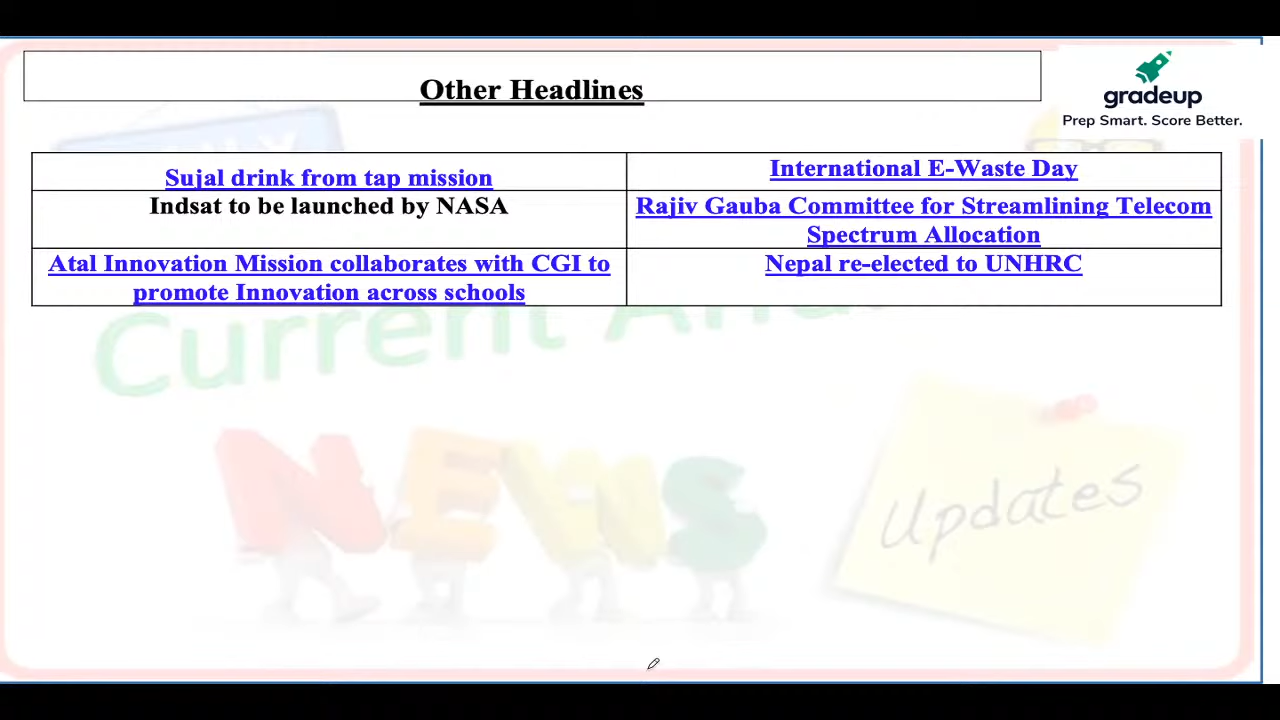 Other Headlines
gradeup
Prep Smart. Score Better.
Sujal drink from tap mission
International E-Waste Day
Indsat to be launched by NASA
Rajiv Gauba Committee for Streamlining Telecom
Spectrum Allocation
Atal Innovation Mission collaborates with CGI to
promote Innovation across schools
Nepal re-elected to UNHRC
Current
NEWS
Updates